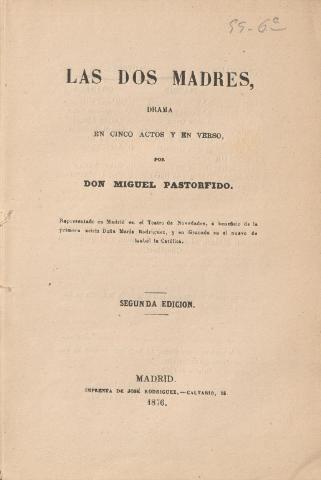 55-6ª
LAS DOS MADRES,
DRAMA
EN CINCO ACTOS Y EN VERSO,
POR
DON MIGUEL PASTORFIDO.
Representado en Madrid en el Teatro de Novedades, á beneficio de la
primera actriz Doña María Rodriguez, y en Granada en el nuevo de
Isabel la Católica.
SEGUNDA EDICION.
MADRID.
IMPRENTA DE JOSÉ RODRIGUEZ,—CALVARIO, 18.
1876.